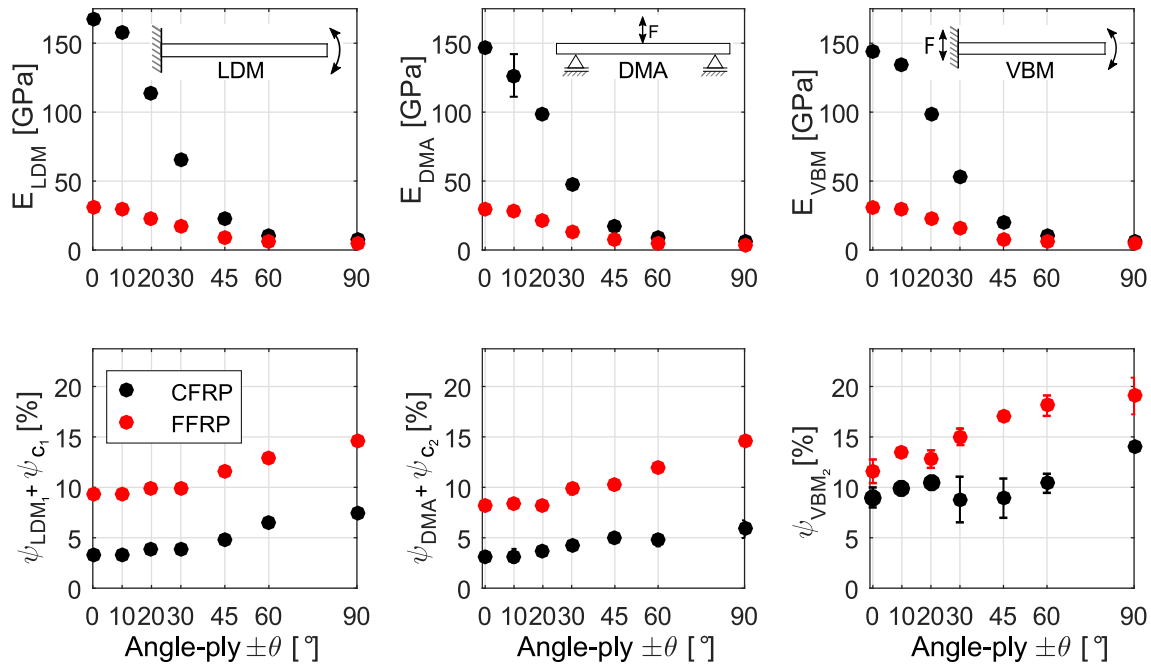 E_LDM [GPa]
150
100
50
0
LDM
0 10 20 30 45 60 90
E_DMA [GPa]
150
100
50
0
F
DMA
0 10 20 30 45 60 90
E_VBM [GPa]
150
100
50
0
F
VBM
0 10 20 30 45 60 90
ψ_LDM₁ + ψ_C₁ [%]
20
15
10
5
0
CFRP
FFRP
0 10 20 30 45 60 90
Angle-ply ±θ [°]
ψ_DMA + ψ_C₂ [%]
20
15
10
5
0
0 10 20 30 45 60 90
Angle-ply ±θ [°]
ψ_VBM₂ [%]
20
15
10
5
0
0 10 20 30 45 60 90
Angle-ply ±θ [°]